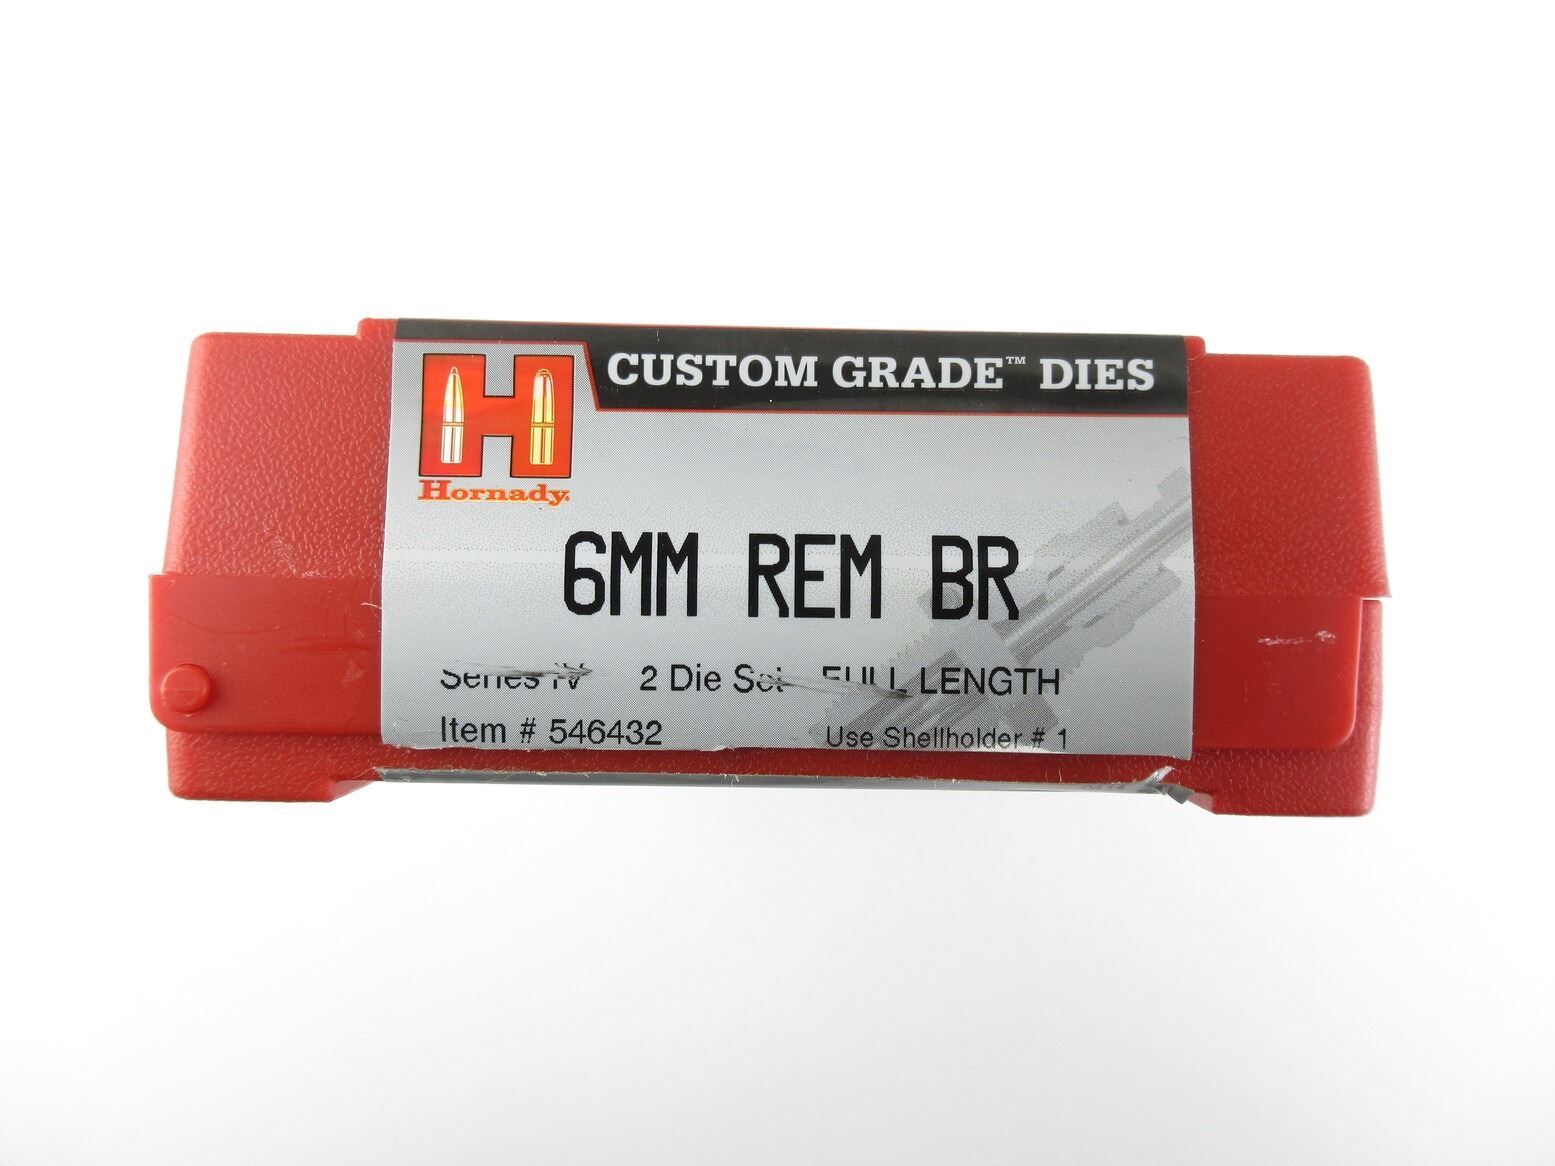 CUSTOM GRADE™ DIES
H
Hornady
6MM REM BR
Series IV 2 Die Set FULL LENGTH
Item # 546432 Use Shellholder # 1